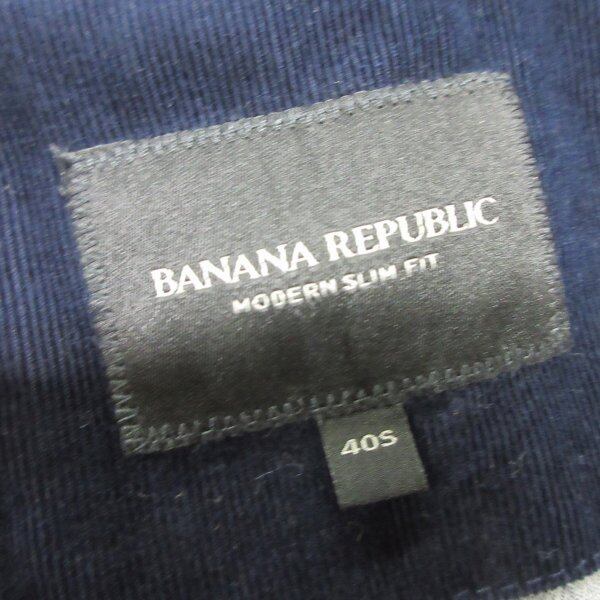 BANANA REPUBLIC
MODERN SLIM FIT
40S